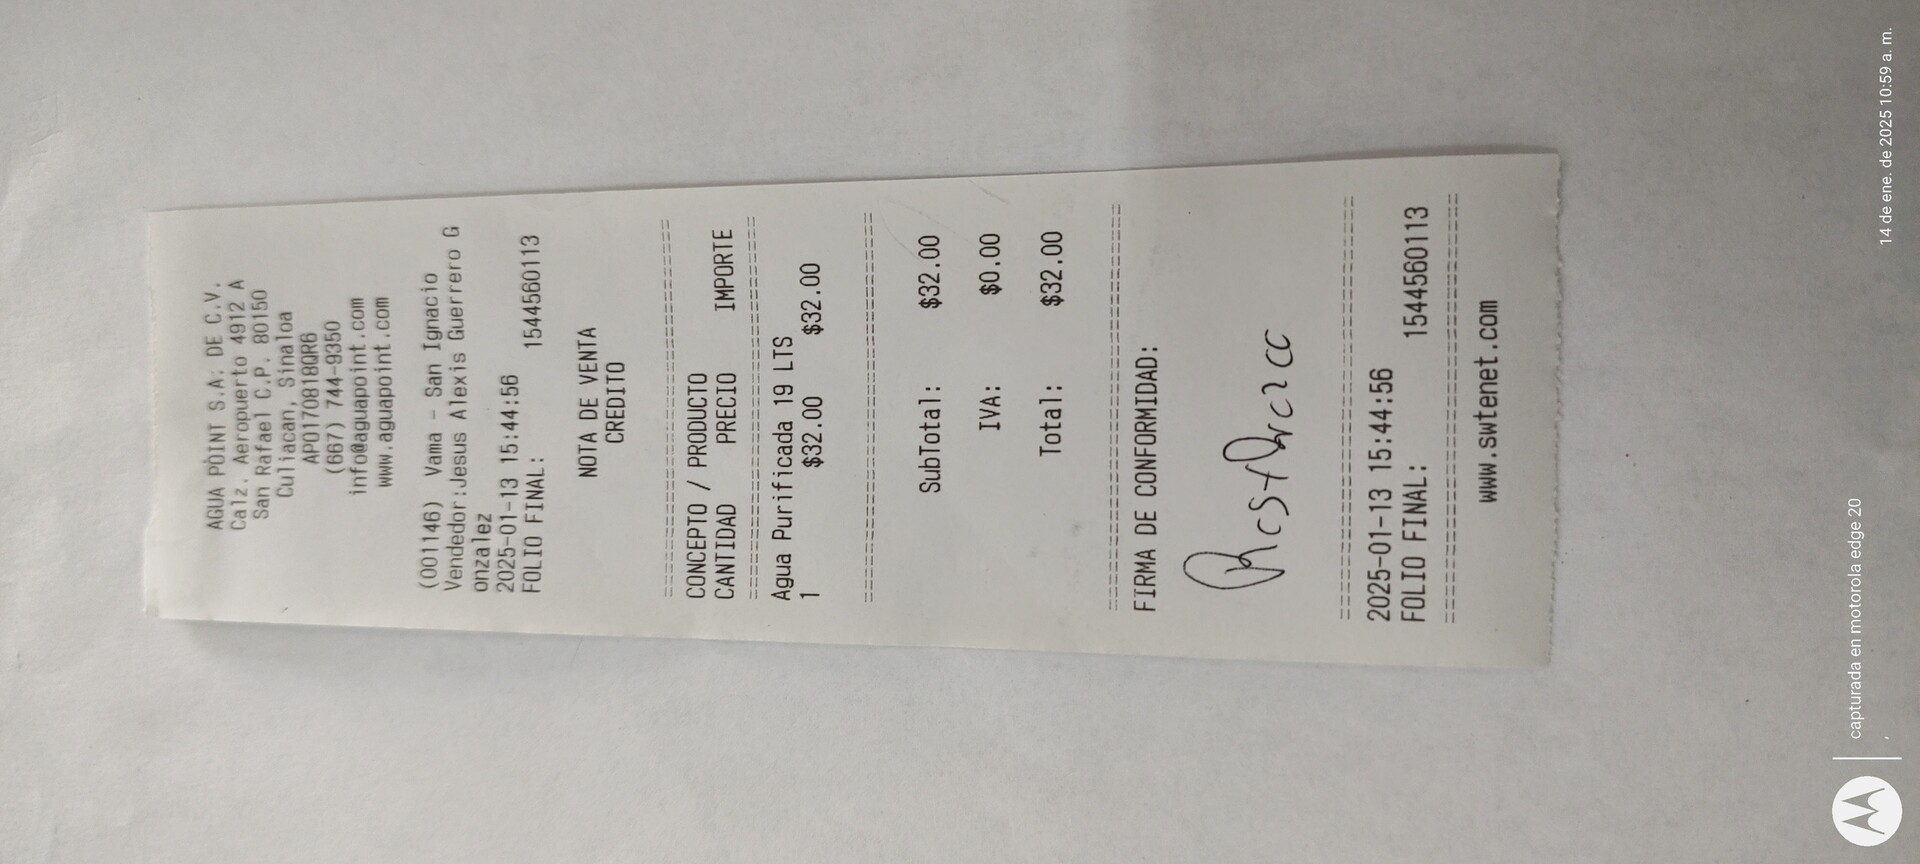 AGUA POINT S.A: DE C.V.
Calz. Aeropuerto 4912 A
San Rafael C.P. 80150
Culiacan, Sinaloa
APO170818QR6
(667) 744-9350
info@aguapoint.com
www.aguapoint.com
(001146) Vama - San Ignacio
Vendedor:Jesus Alexis Guerrero G
onzalez
2025-01-13 15:44:56
FOLIO FINAL: 1544560113
NOTA DE VENTA
CREDITO
================================
CONCEPTO / PRODUCTO
CANTIDAD PRECIO IMPORTE
================================
Agua Purificada 19 LTS
1 $32.00 $32.00
================================
SubTotal: $32.00
IVA: $0.00
Total: $32.00
================================
FIRMA DE CONFORMIDAD:
================================
2025-01-13 15:44:56
FOLIO FINAL: 1544560113
================================
www.swtenet.com
capturada en motorola edge 20
14 de ene. de 2025 10:59 a. m.